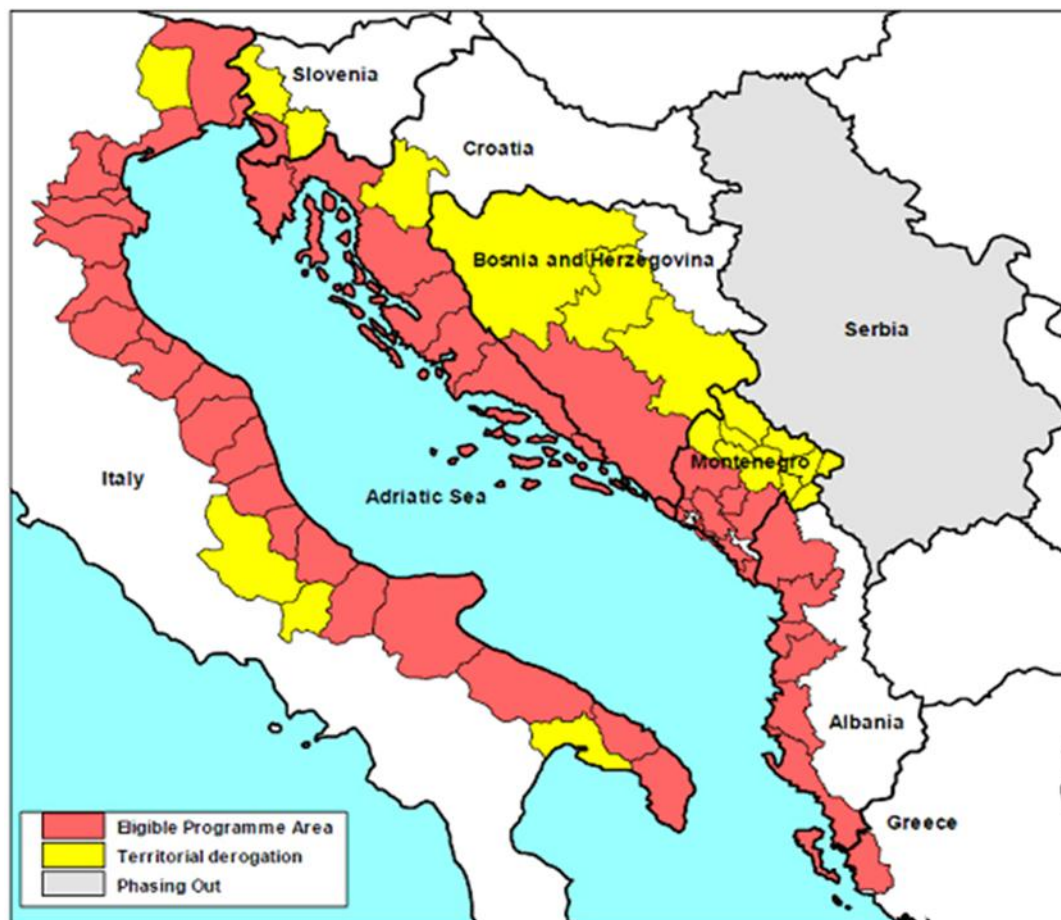 Slovenia
Croatia
Bosnia and Herzegovina
Serbia
Montenegro
Italy
Adriatic Sea
Albania
Greece
Eligible Programme Area
Territorial derogation
Phasing Out